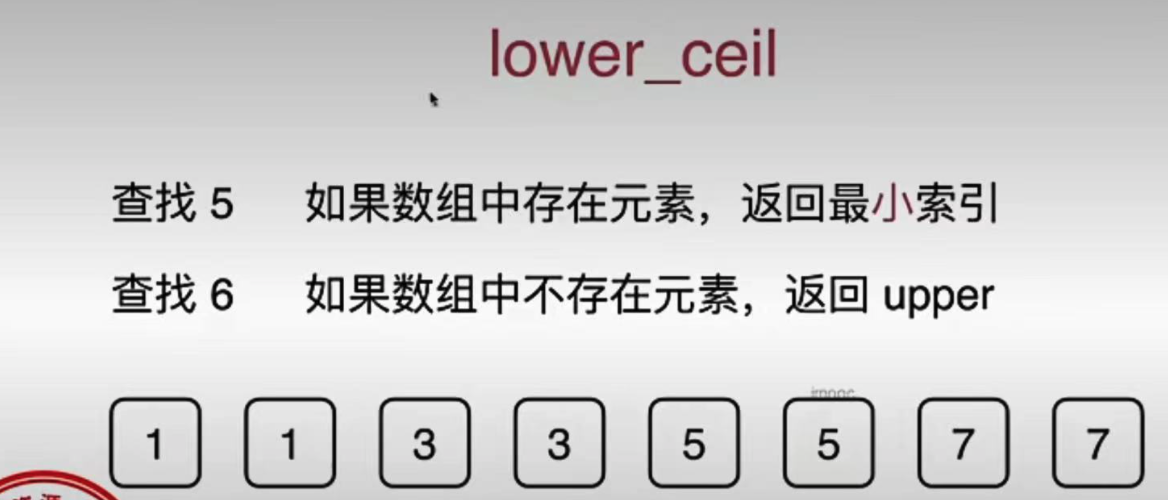 lower_ceil
查找 5 如果数组中存在元素，返回最小索引
查找 6 如果数组中不存在元素，返回 upper
1 1 3 3 5 5 7 7